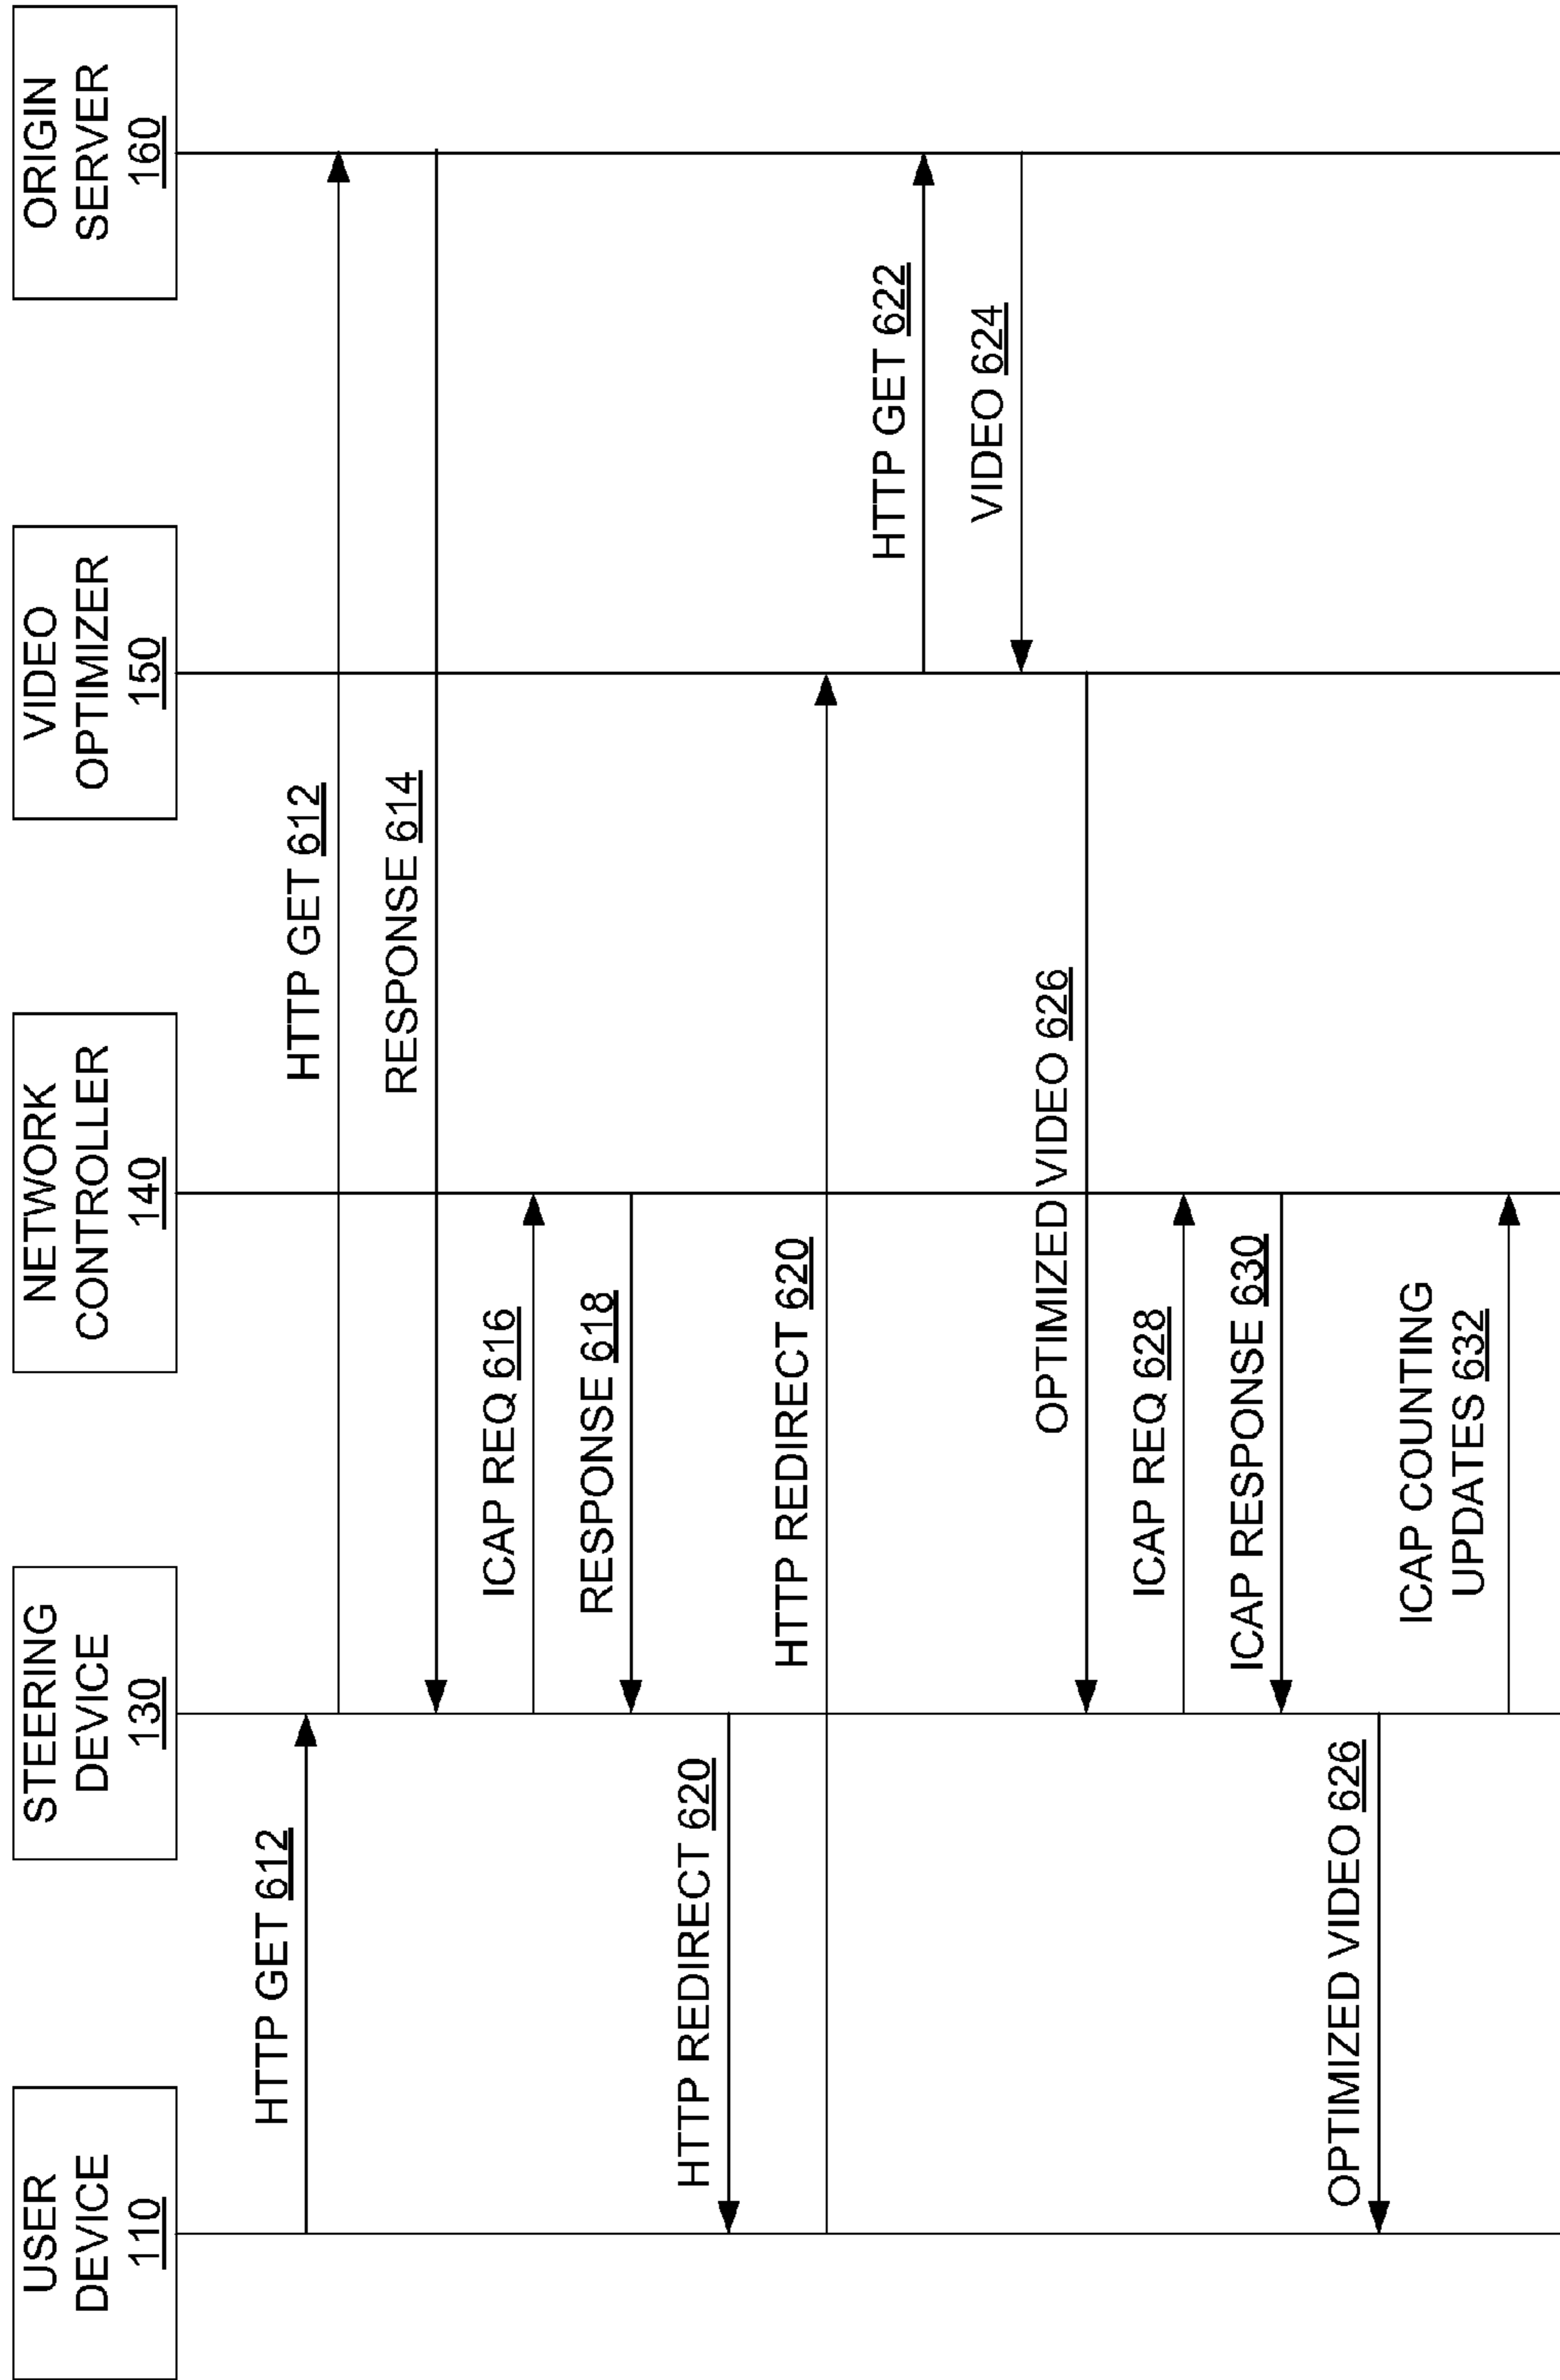 USER
DEVICE
110
STEERING
DEVICE
130
NETWORK
CONTROLLER
140
VIDEO
OPTIMIZER
150
ORIGIN
SERVER
160
HTTP GET 612
HTTP GET 612
RESPONSE 614
ICAP REQ 616
RESPONSE 618
HTTP REDIRECT 620
HTTP REDIRECT 620
HTTP GET 622
VIDEO 624
OPTIMIZED VIDEO 626
ICAP REQ 628
ICAP RESPONSE 630
OPTIMIZED VIDEO 626
ICAP COUNTING
UPDATES 632